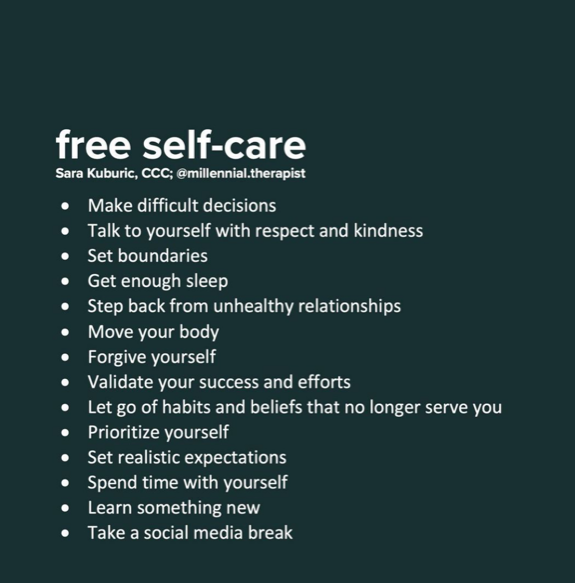 free self-care
Sara Kuburic, CCC; @millennial.therapist
• Make difficult decisions
• Talk to yourself with respect and kindness
• Set boundaries
• Get enough sleep
• Step back from unhealthy relationships
• Move your body
• Forgive yourself
• Validate your success and efforts
• Let go of habits and beliefs that no longer serve you
• Prioritize yourself
• Set realistic expectations
• Spend time with yourself
• Learn something new
• Take a social media break